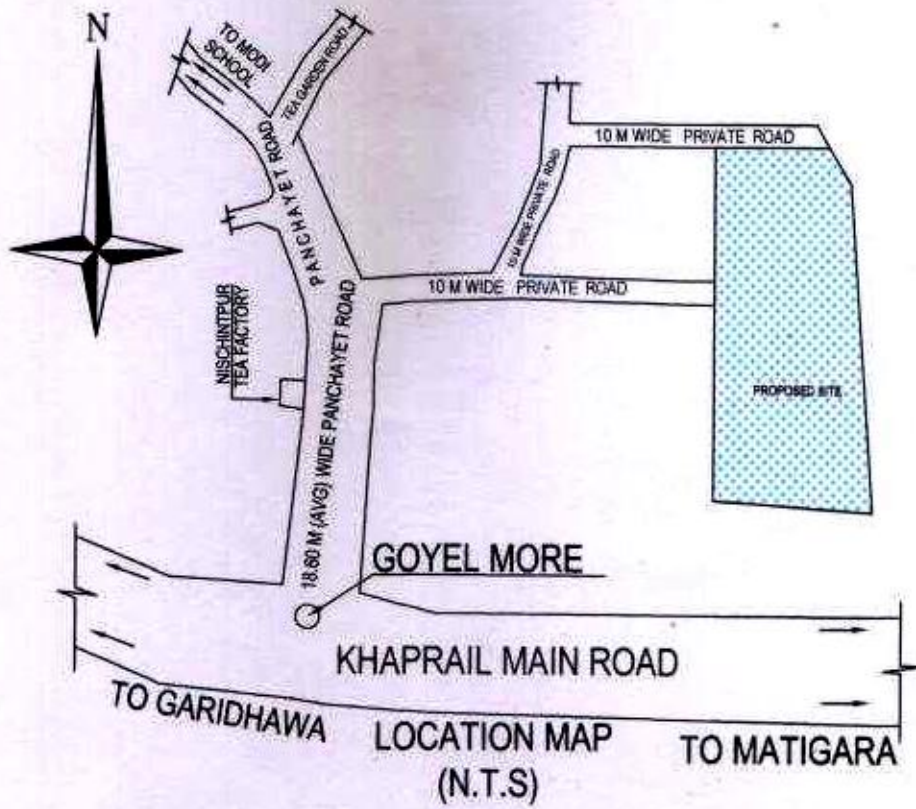 N
TO MODI
SCHOOL
TEA GARDEN ROAD
PANCHAYET ROAD
10 M WIDE PRIVATE ROAD
10 M WIDE PRIVATE ROAD
10 M WIDE PRIVATE ROAD
NISCHINTPUR
TEA FACTORY
18.60 M (AVG) WIDE PANCHAYET ROAD
PROPOSED SITE
GOYEL MORE
KHAPRAIL MAIN ROAD
TO GARIDHAWA
LOCATION MAP
(N.T.S)
TO MATIGARA